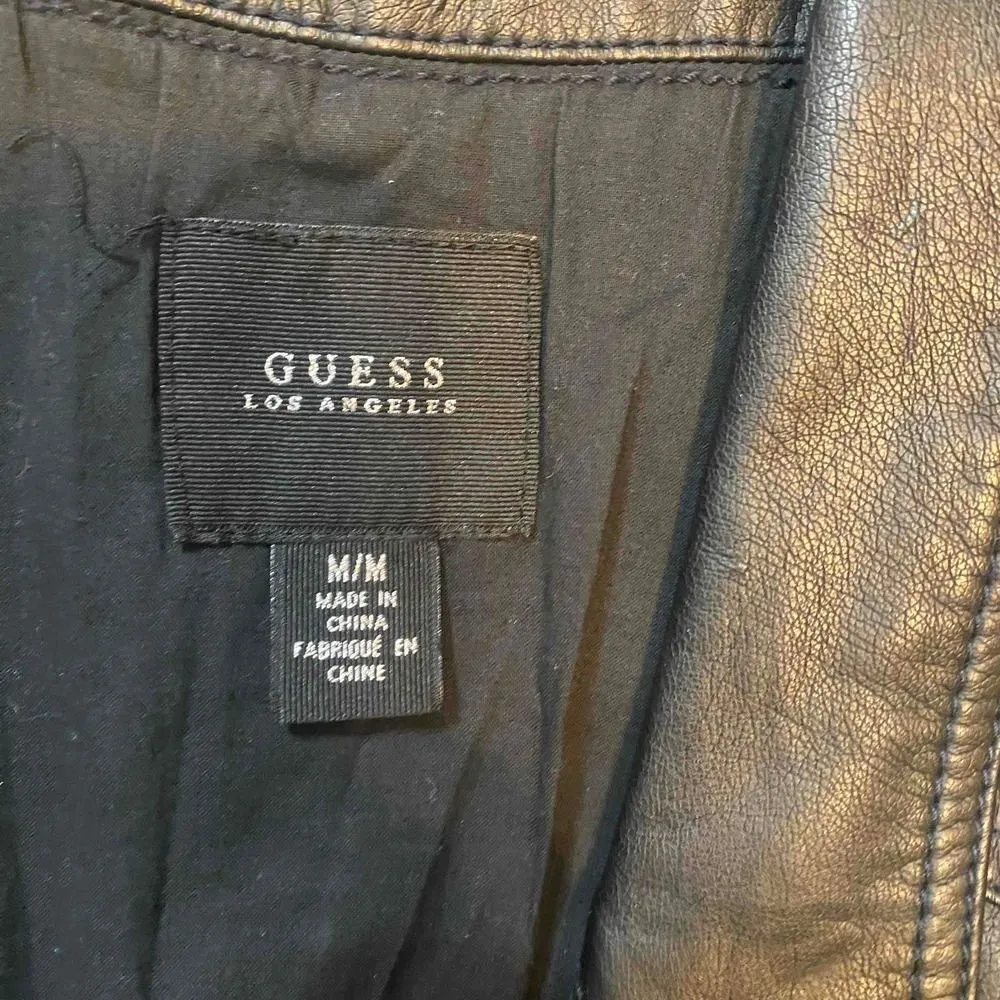 GUESS
LOS ANGELES
M/M
MADE IN
CHINA
FABRIQUÉ EN
CHINE